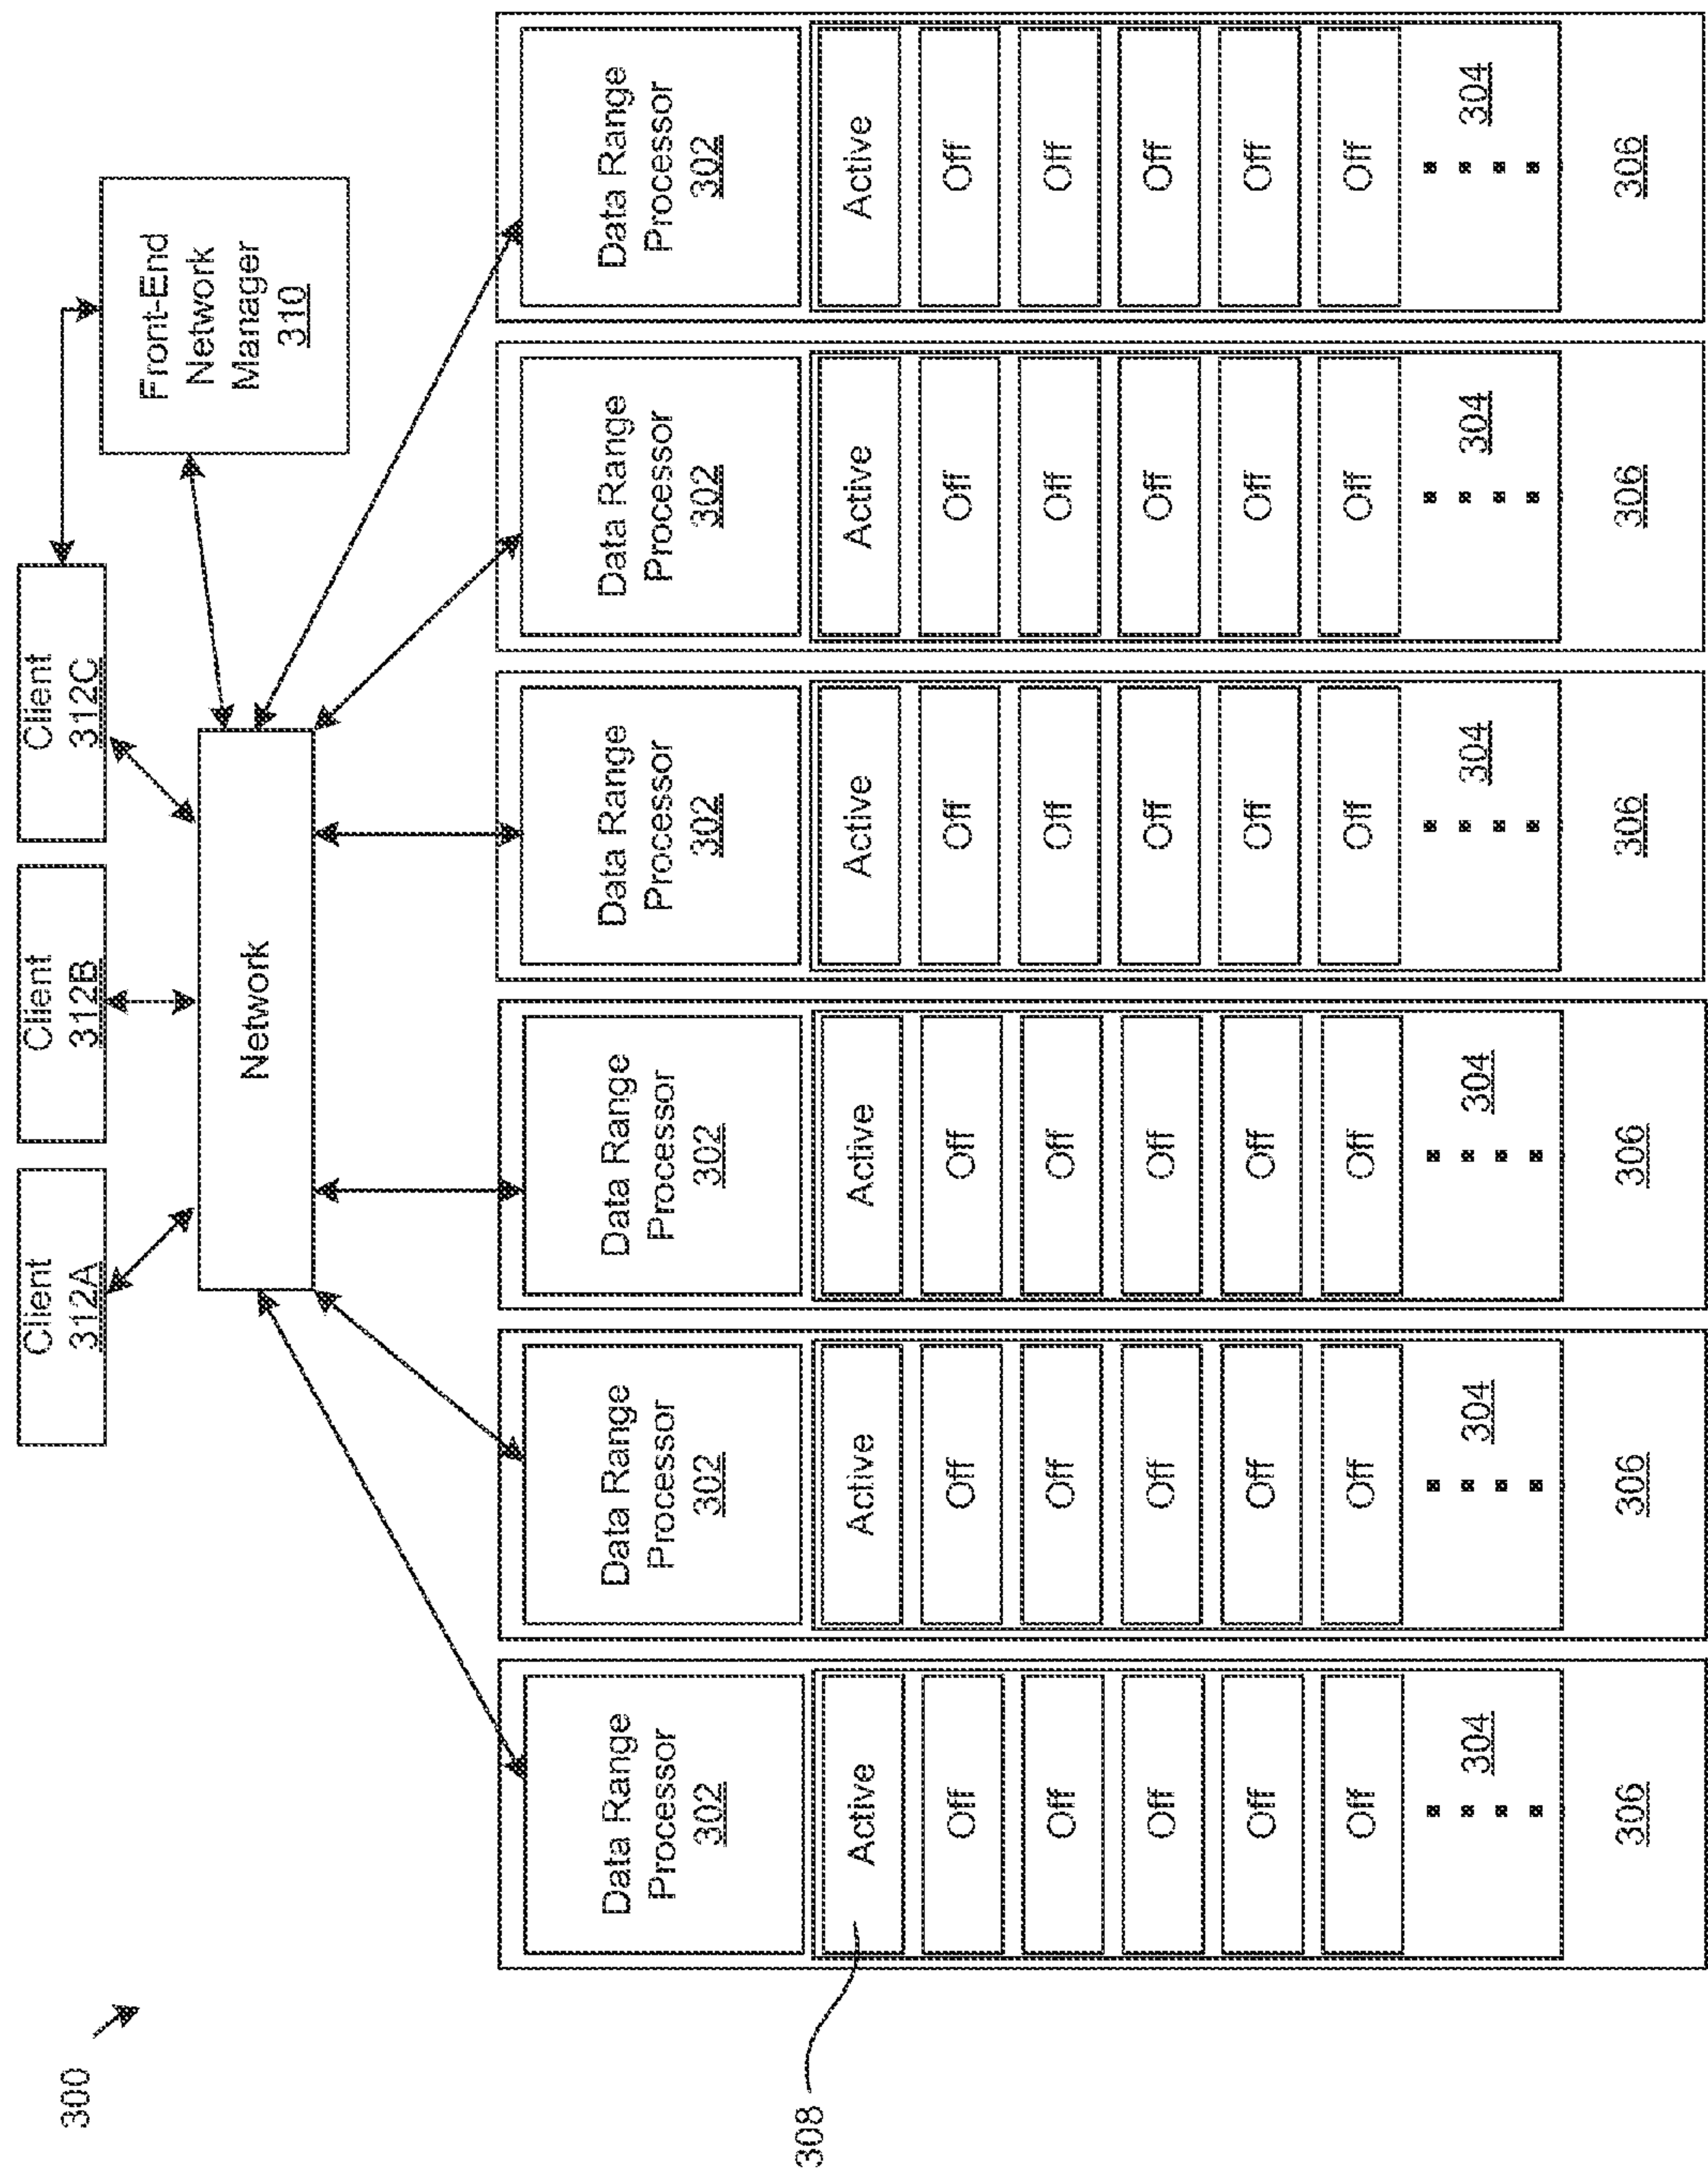 300
Client
312A
Client
312B
Client
312C
Network
Front-End
Network
Manager
310
Data Range
Processor
302
Active
Off
Off
Off
Off
Off
304
306
Data Range
Processor
302
Active
Off
Off
Off
Off
Off
304
306
Data Range
Processor
302
Active
Off
Off
Off
Off
Off
304
306
Data Range
Processor
302
Active
Off
Off
Off
Off
Off
304
306
Data Range
Processor
302
Active
Off
Off
Off
Off
Off
304
306
Data Range
Processor
302
Active
Off
Off
Off
Off
Off
304
306
308